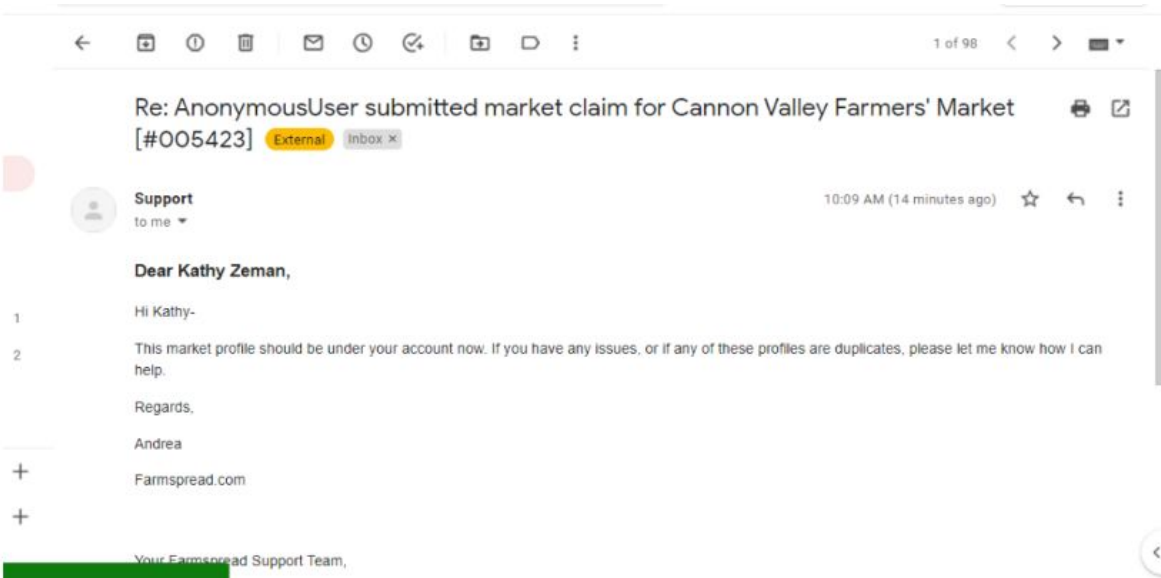 1 of 98
Re: AnonymousUser submitted market claim for Cannon Valley Farmers' Market
[#005423] External Inbox ×
Support
10:09 AM (14 minutes ago)
to me
Dear Kathy Zeman,
Hi Kathy-
1
This market profile should be under your account now. If you have any issues, or if any of these profiles are duplicates, please let me know how I can
2
help.
Regards,
Andrea
Farmspread.com
Your Farmspread Support Team,